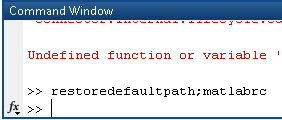 Command Window
Undefined function or variable '
>> restoredefaultpath;matlabrc
fx >>